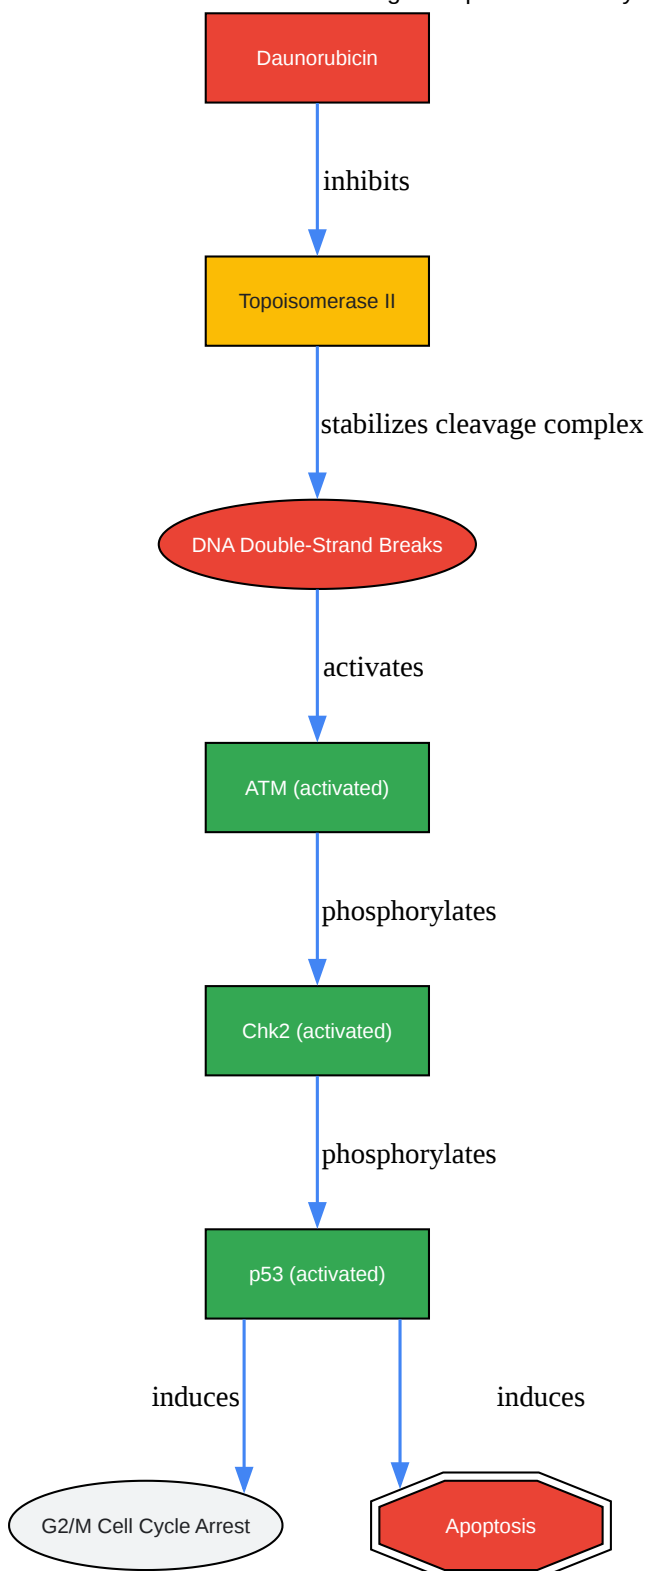 Daunorubicin
inhibits
Topoisomerase II
stabilizes cleavage complex
DNA Double-Strand Breaks
activates
ATM (activated)
phosphorylates
Chk2 (activated)
phosphorylates
p53 (activated)
induces
induces
G2/M Cell Cycle Arrest
Apoptosis